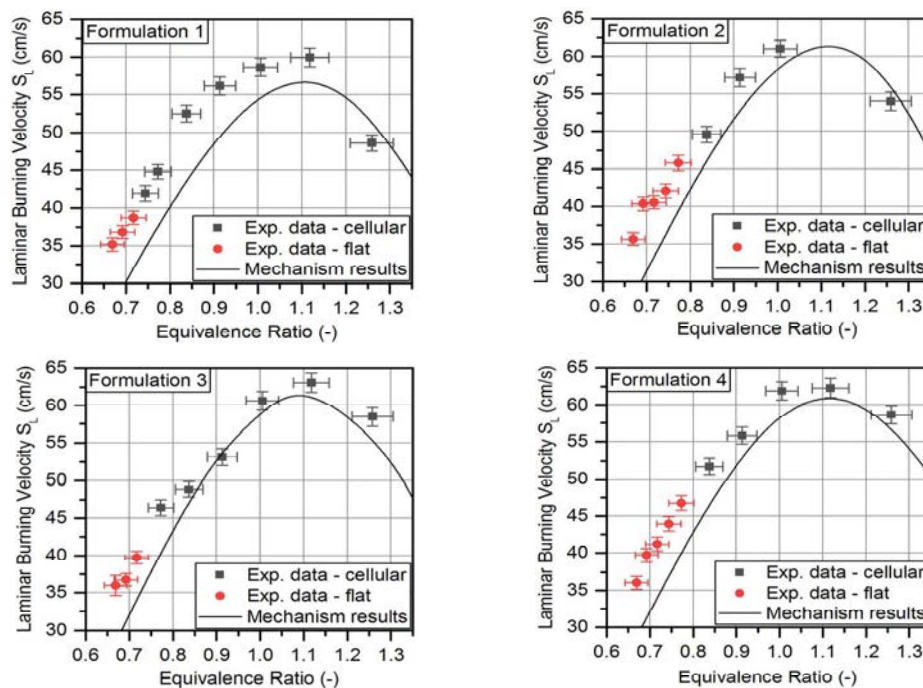 65
60
55
50
45
40
35
30
Laminar Burning Velocity S_L (cm/s)
Formulation 1
Exp. data - cellular
Exp. data - flat
Mechanism results
0.6 0.7 0.8 0.9 1.0 1.1 1.2 1.3
Equivalence Ratio (-)
65
60
55
50
45
40
35
30
Laminar Burning Velocity S_L (cm/s)
Formulation 2
Exp. data - cellular
Exp. data - flat
Mechanism results
0.6 0.7 0.8 0.9 1.0 1.1 1.2 1.3
Equivalence Ratio (-)
65
60
55
50
45
40
35
30
Laminar Burning Velocity S_L (cm/s)
Formulation 3
Exp. data - cellular
Exp. data - flat
Mechanism results
0.6 0.7 0.8 0.9 1.0 1.1 1.2 1.3
Equivalence Ratio (-)
65
60
55
50
45
40
35
30
Laminar Burning Velocity S_L (cm/s)
Formulation 4
Exp. data - cellular
Exp. data - flat
Mechanism results
0.6 0.7 0.8 0.9 1.0 1.1 1.2 1.3
Equivalence Ratio (-)